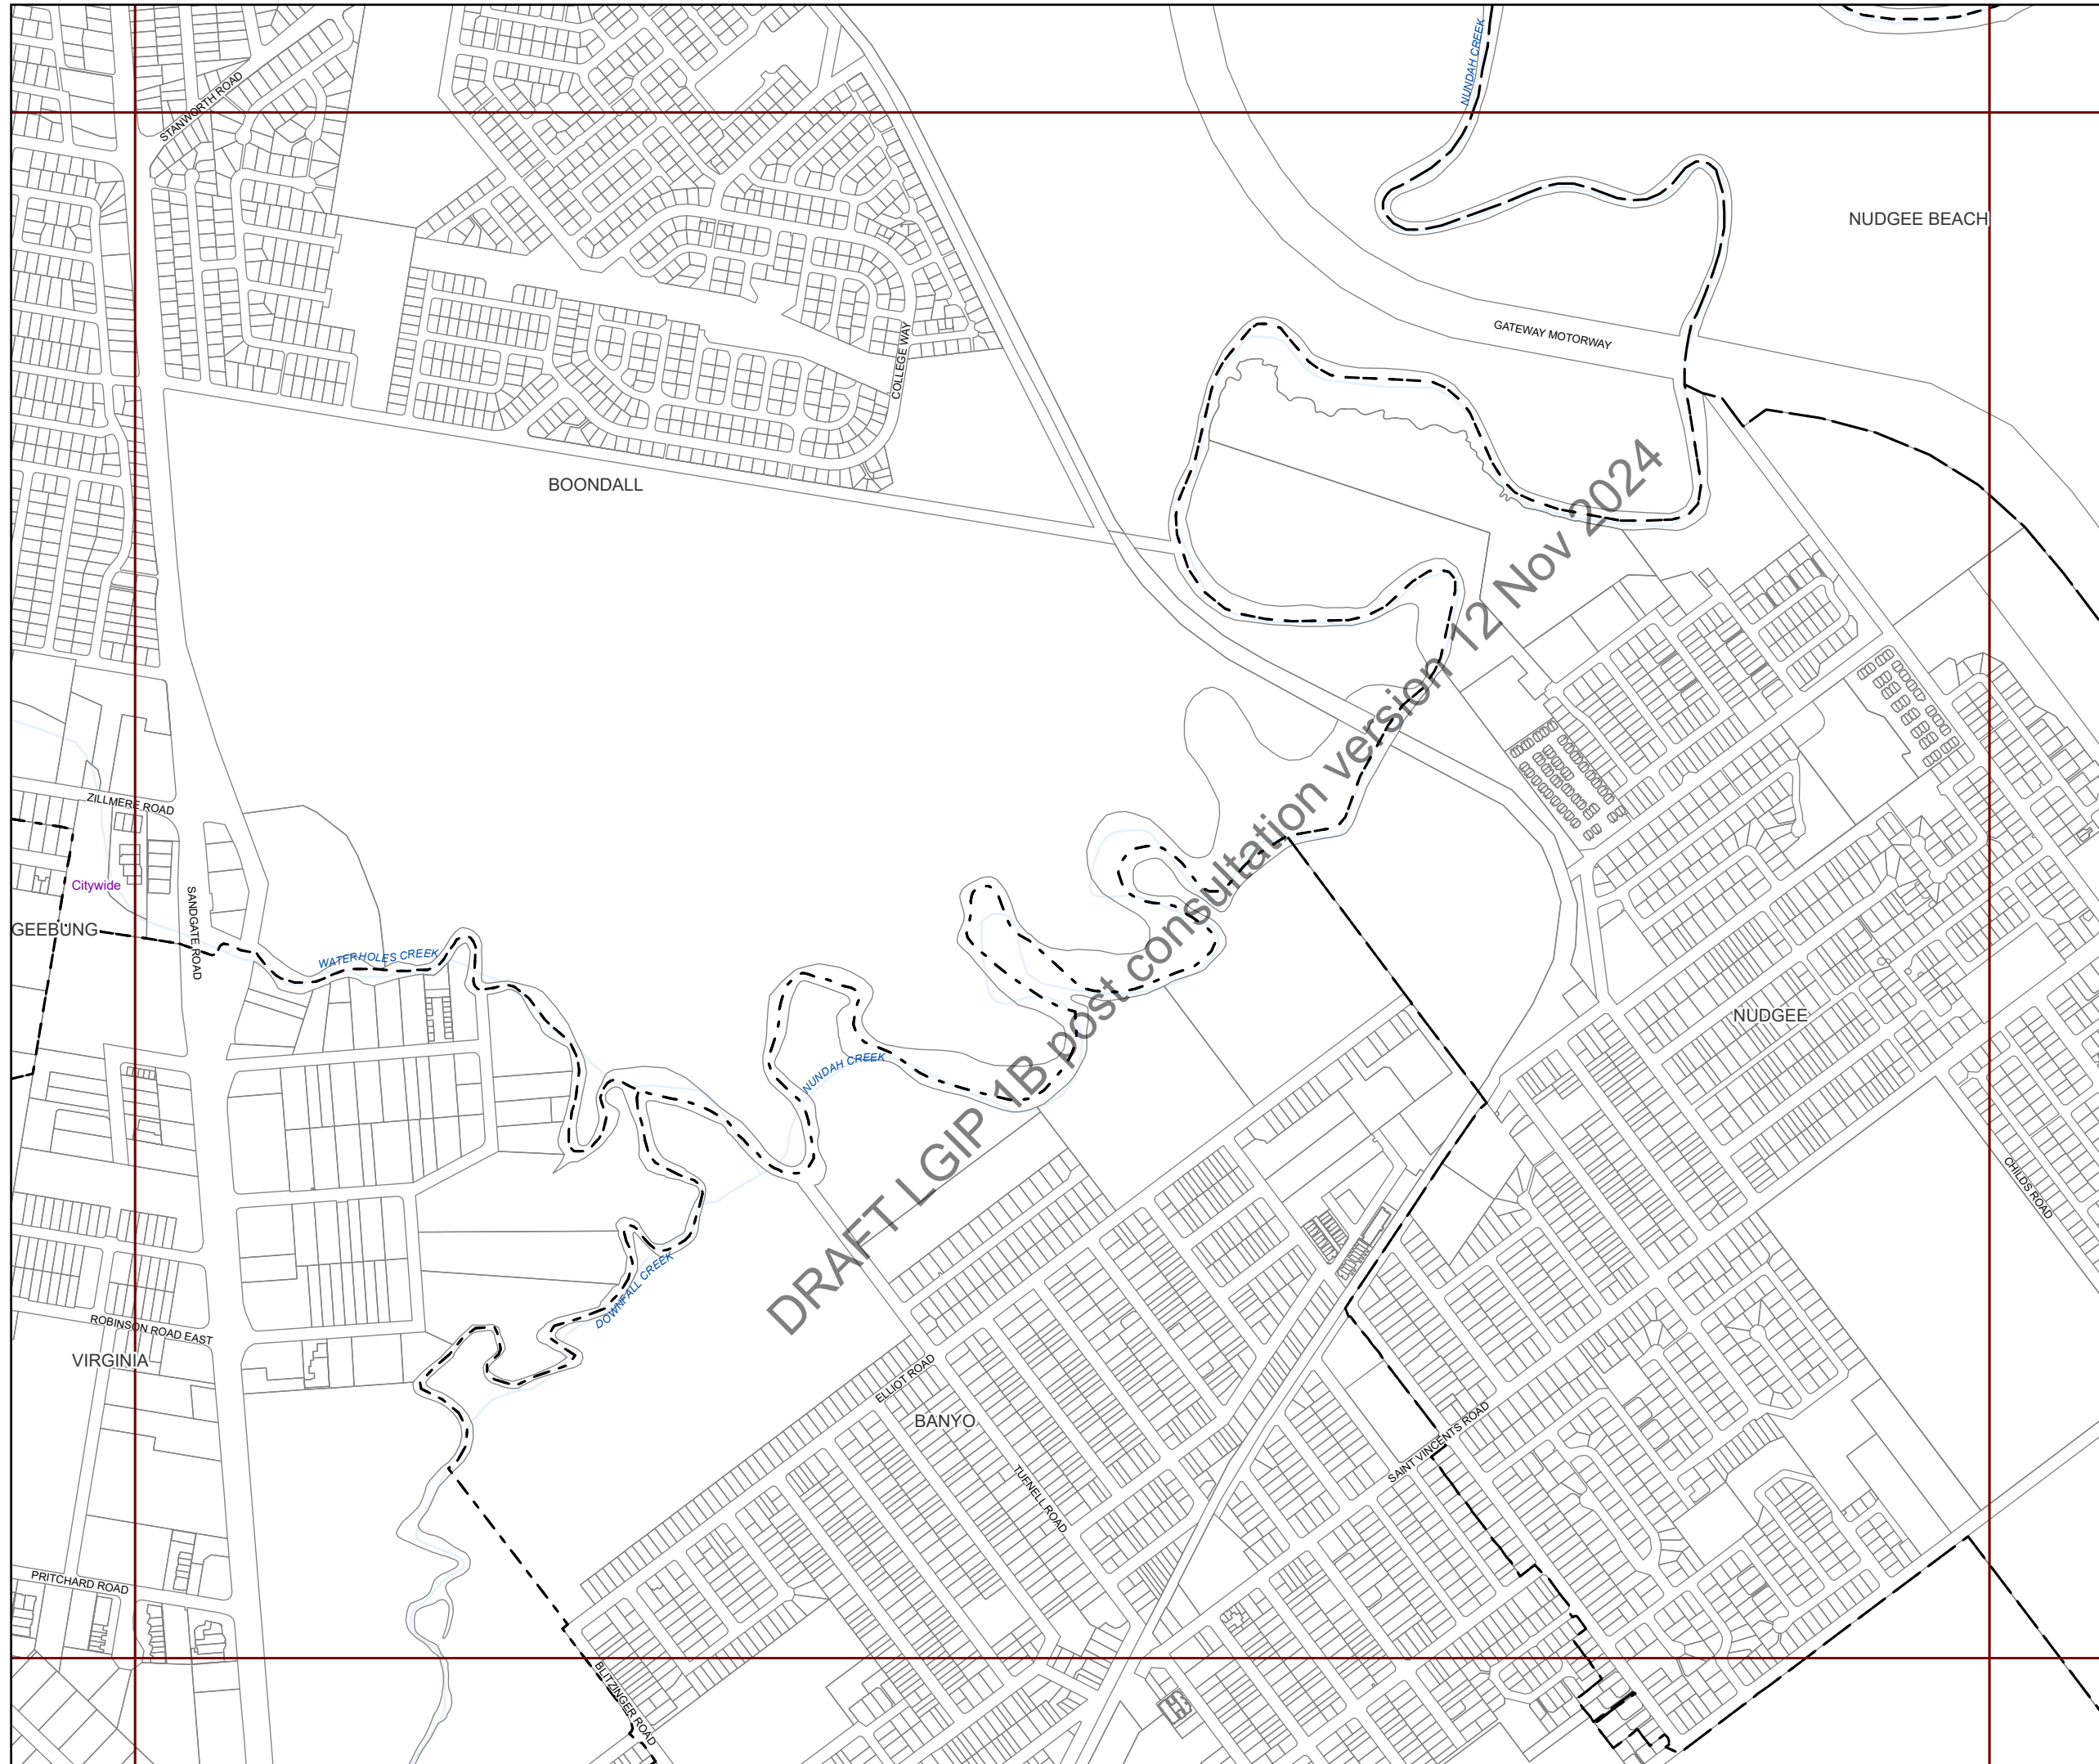 NUNDAH CREEK
STANWORTH ROAD
NUDGEE BEACH
GATEWAY MOTORWAY
COLLEGE WAY
BOONDALL
ZILLMERE ROAD
Citywide
SANDGATE ROAD
GEEBUNG
WATERHOLES CREEK
NUDGEE
NUNDAH CREEK
DRAFT LGIP 1B post consultation version 12 Nov 2024
CHILDS ROAD
DOWNFALL CREEK
ROBINSON ROAD EAST
VIRGINIA
ELLIOT ROAD
BANYO
SAINT VINCENTS ROAD
TUFNELL ROAD
PRITCHARD ROAD
BLITZINGER ROAD